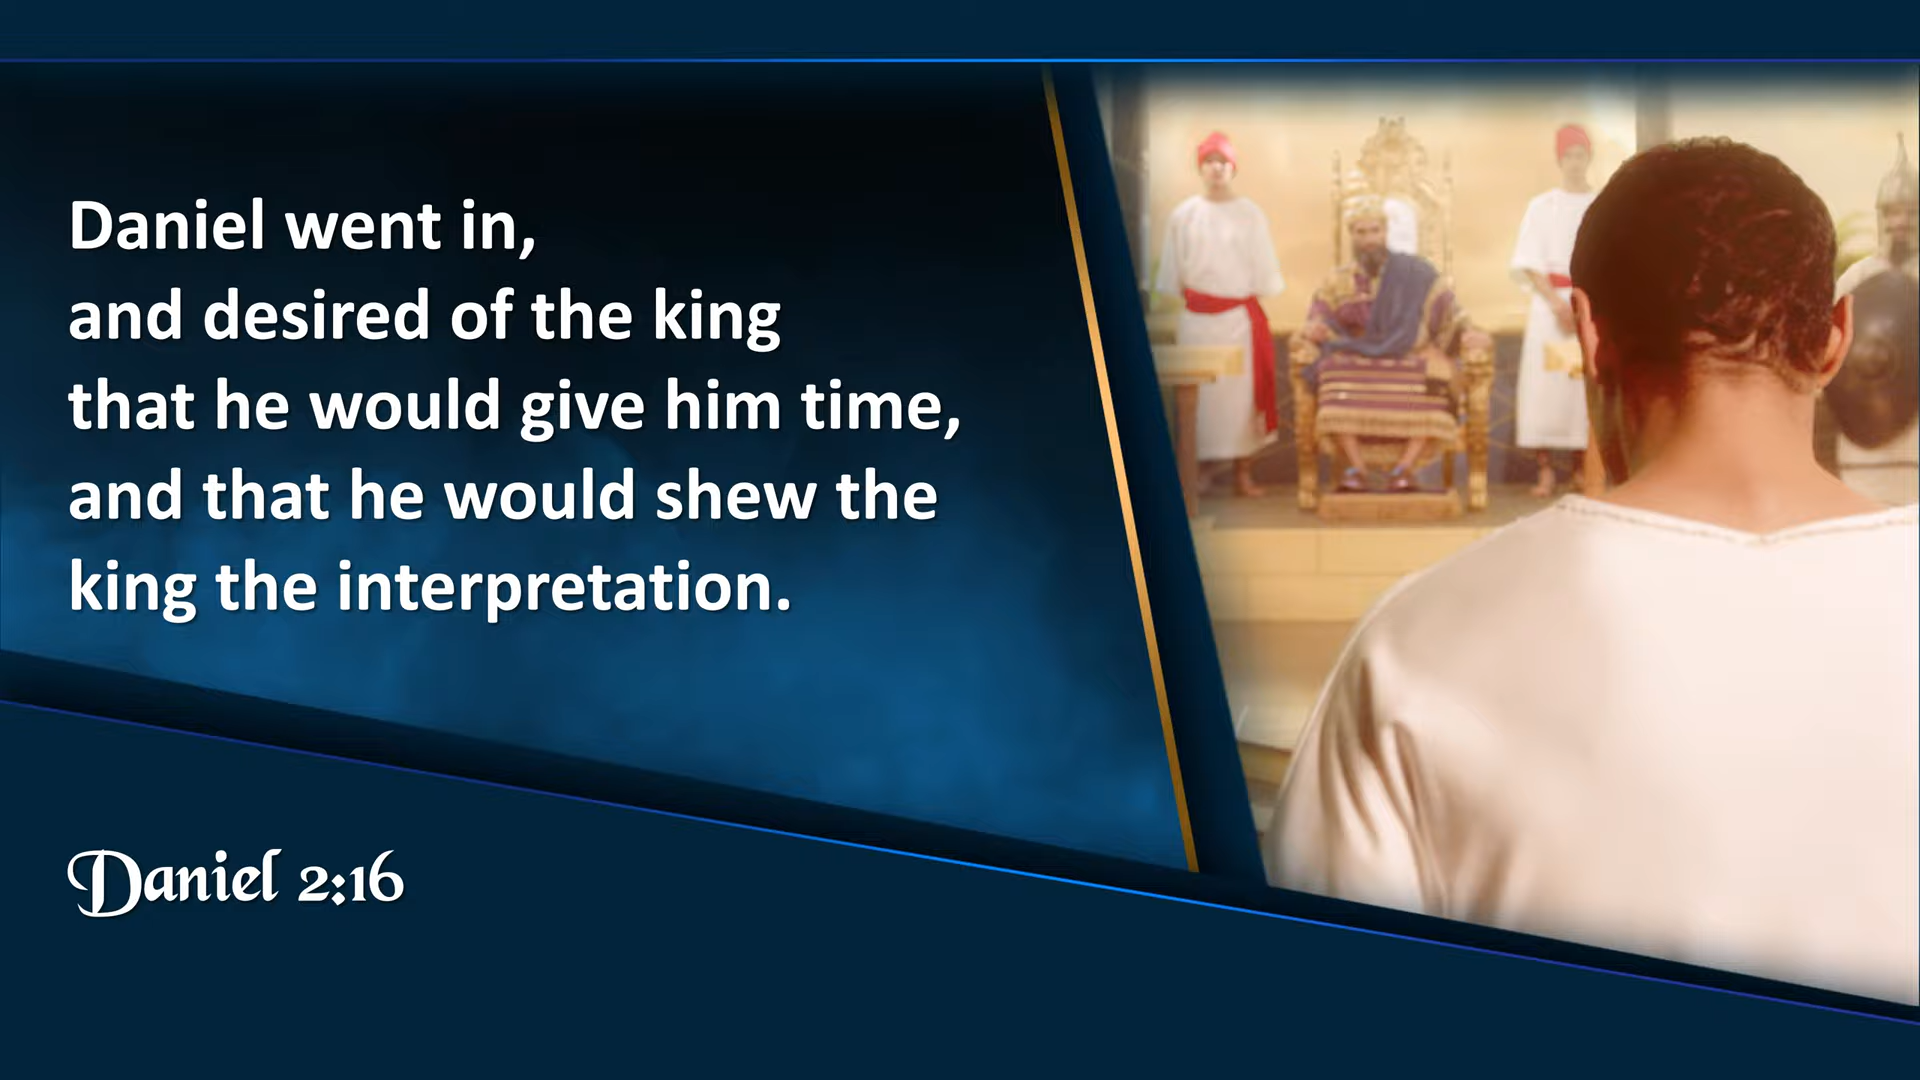 Daniel went in,
and desired of the king
that he would give him time,
and that he would shew the
king the interpretation.
Daniel 2:16